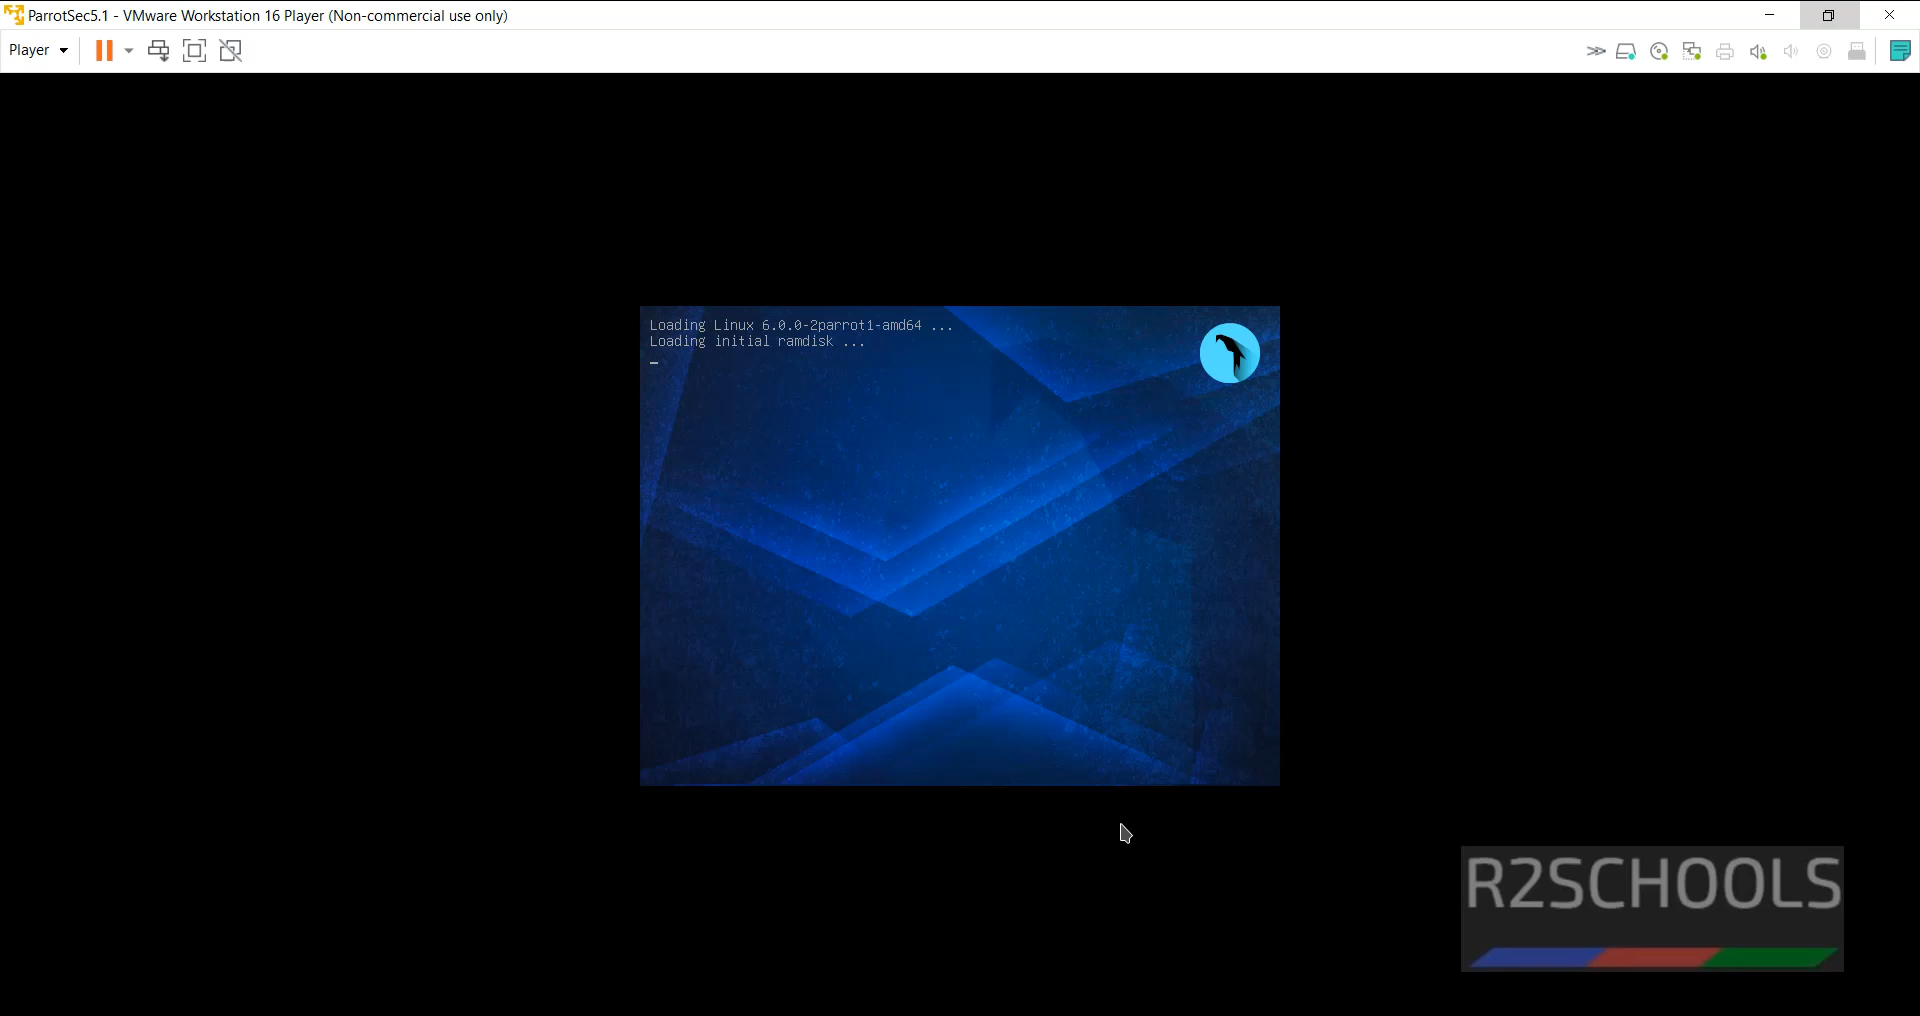 ParrotSec5.1 - VMware Workstation 16 Player (Non-commercial use only)
Player
Loading Linux 6.0.0-2parrot1-amd64 ...
Loading initial ramdisk ...
R2SCHOOLS